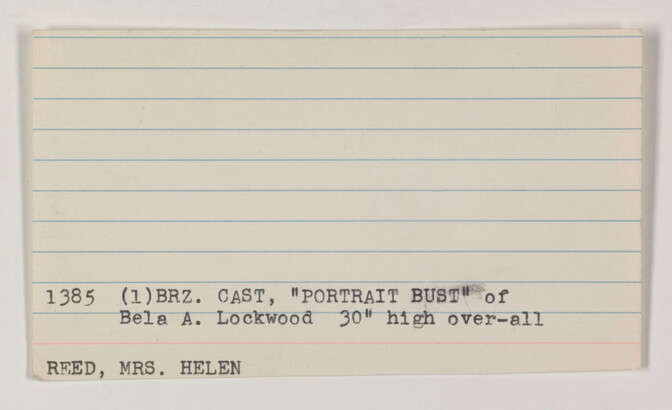 1385 (1)BRZ. CAST, "PORTRAIT BUST" of
Bela A. Lockwood 30" high over-all
REED, MRS. HELEN